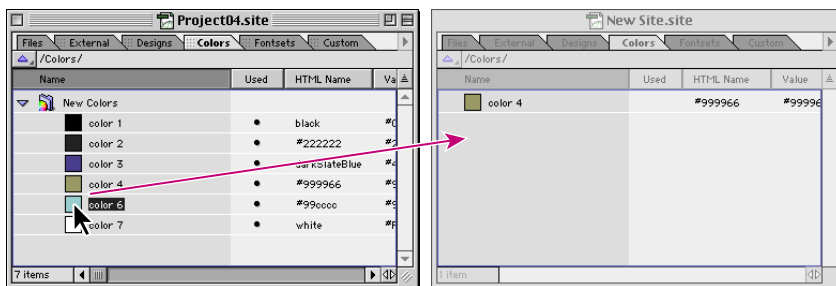 Project04.site
Files External Designs Colors Fontsets Custom
/Colors/
Name Used HTML Name Va
New Colors
color 1 black
color 2 #222222
color 3 darkSlateBlue
color 4 #999966
color 6 #99cccc
color 7 white
7 items
New Site.site
Files External Designs Colors Fontsets Custom
/Colors/
Name Used HTML Name Value
color 4 #999966 #99996
1 item